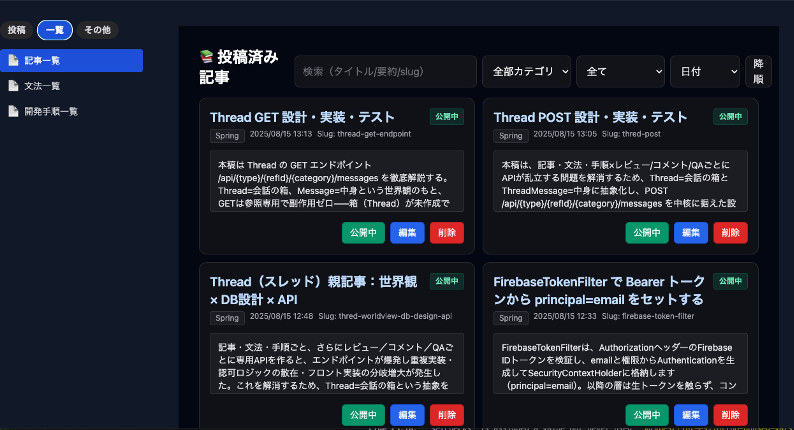 投稿
一覧
その他
記事一覧
文法一覧
開発手順一覧
投稿済み
記事
検索（タイトル/要約/slug）
全部カテゴリ
全て
日付
降
順
Thread GET 設計・実装・テスト
公開中
Spring 2025/08/15 13:13 Slug: thread-get-endpoint
本稿は Thread の GET エンドポイント
/api/{type}/{refId}/{category}/messages を徹底解説する。
Thread=会話の箱、Message=中身という世界観のもと、
GETは参照専用で副作用ゼロ——箱（Thread）が未作成で
公開中 編集 削除
Thread POST 設計・実装・テスト
公開中
Spring 2025/08/15 13:05 Slug: thred-post
本稿は、記事・文法・手順×レビュー/コメント/QAごとに
APIが乱立する問題を解消するため、Thread=会話の箱と
ThreadMessage=中身に抽象化し、POST
/api/{type}/{refId}/{category}/messages を中核に据えた設
公開中 編集 削除
Thread（スレッド）親記事：世界観
× DB設計 × API
公開中
Spring 2025/08/15 12:48 Slug: thred-worldview-db-design-api
記事・文法・手順ごと、さらにレビュー／コメント／QAご
とに専用APIを作ると、エンドポイントが爆発し重複実装・
認可ロジックの散在・フロント実装の分岐増大が発生し
た。これを解消するため、Thread=会話の箱という抽象を
公開中 編集 削除
FirebaseTokenFilter で Bearer トーク
ンから principal=email をセットする
公開中
Spring 2025/08/15 12:33 Slug: firebase-token-filter
FirebaseTokenFilterは、AuthorizationヘッダーのFirebase
IDトークンを検証し、emailと権限からAuthenticationを生
成してSecurityContextHolderに格納します
（principal=email）。以降の層は生トークンを触らず、コン
公開中 編集 削除